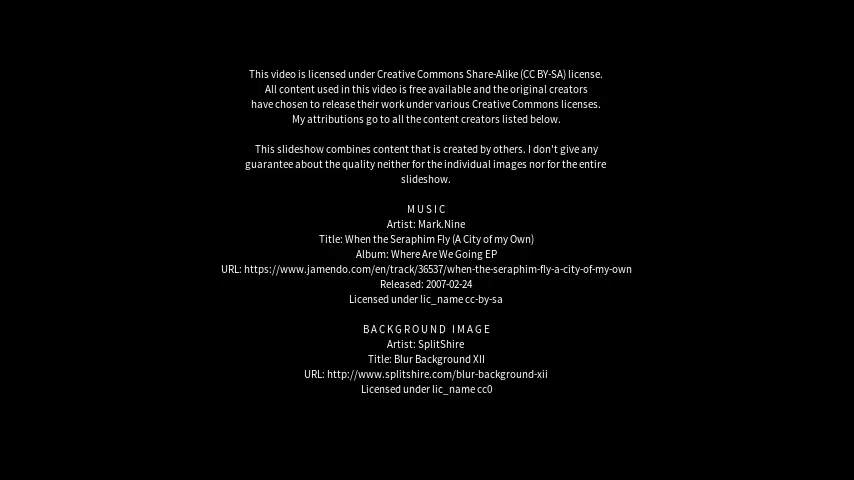 This video is licensed under Creative Commons Share-Alike (CC BY-SA) license.
All content used in this video is free available and the original creators
have chosen to release their work under various Creative Commons licenses.
My attributions go to all the content creators listed below.
This slideshow combines content that is created by others. I don't give any
guarantee about the quality neither for the individual images nor for the entire
slideshow.
MUSIC
Artist: Mark.Nine
Title: When the Seraphim Fly (A City of my Own)
Album: Where Are We Going EP
URL: https://www.jamendo.com/en/track/36537/when-the-seraphim-fly-a-city-of-my-own
Released: 2007-02-24
Licensed under lic_name cc-by-sa
BACKGROUND IMAGE
Artist: SplitShire
Title: Blur Background XII
URL: http://www.splitshire.com/blur-background-xii
Licensed under lic_name cc0